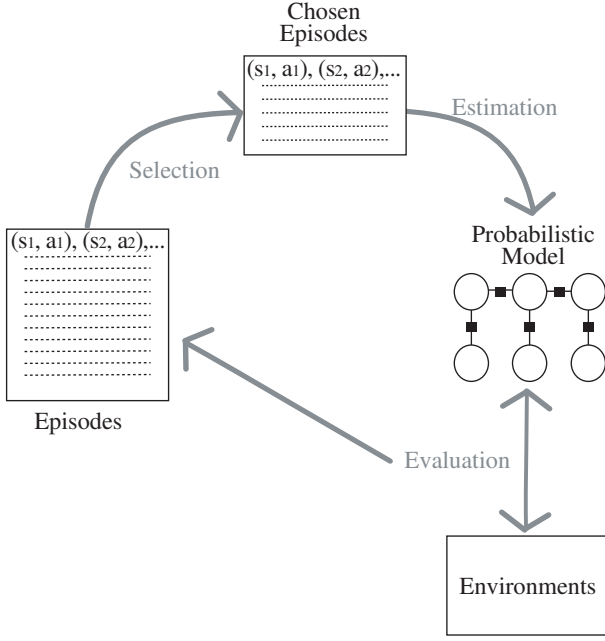 Chosen
Episodes
(s1, a1), (s2, a2),...
Estimation
Selection
(s1, a1), (s2, a2),...
Probabilistic
Model
Episodes
Evaluation
Environments